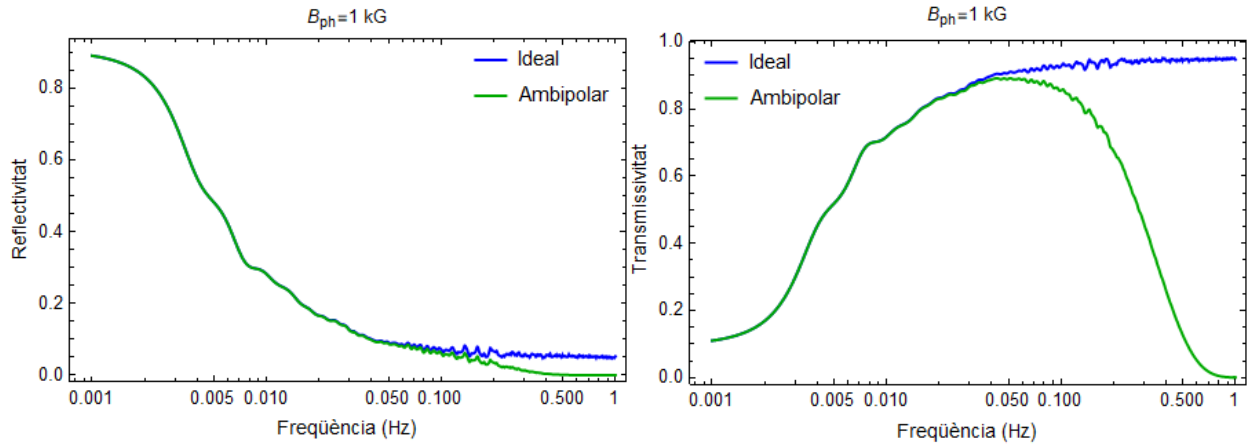 B_ph=1 kG
Reflectivitat
0.8
0.6
0.4
0.2
0.0
Ideal
Ambipolar
0.001
0.005
0.010
0.050
0.100
0.500
1
Freqüència (Hz)
B_ph=1 kG
Transmissivitat
1.0
0.8
0.6
0.4
0.2
0.0
Ideal
Ambipolar
0.001
0.005
0.010
0.050
0.100
0.500
1
Freqüència (Hz)